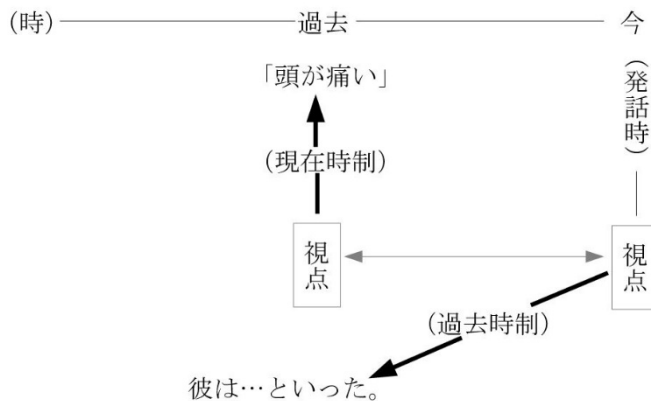 (時) 過去 今
(発話時)
「頭が痛い」
(現在時制)
視点
視点
(過去時制)
彼は…といった。